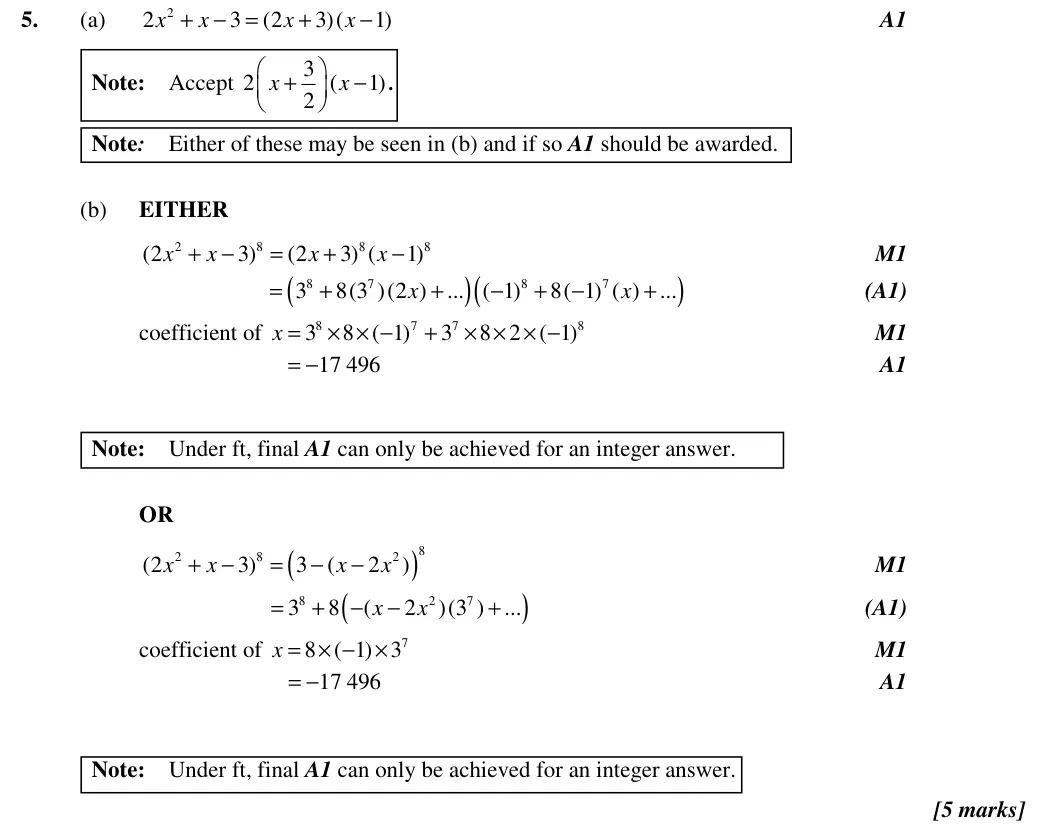 5. (a) 2x² + x − 3 = (2x + 3)(x − 1) A1
Note: Accept 2(x + 3/2)(x − 1).
Note: Either of these may be seen in (b) and if so A1 should be awarded.
(b) EITHER
(2x² + x − 3)⁸ = (2x + 3)⁸(x − 1)⁸ M1
= (3⁸ + 8(3⁷)(2x) + ...)((−1)⁸ + 8(−1)⁷(x) + ...) (A1)
coefficient of x = 3⁸ × 8 × (−1)⁷ + 3⁷ × 8 × 2 × (−1)⁸ M1
= −17 496 A1
Note: Under ft, final A1 can only be achieved for an integer answer.
OR
(2x² + x − 3)⁸ = (3 − (x − 2x²))⁸ M1
= 3⁸ + 8(−(x − 2x²)(3⁷) + ...) (A1)
coefficient of x = 8 × (−1) × 3⁷ M1
= −17 496 A1
Note: Under ft, final A1 can only be achieved for an integer answer.
[5 marks]